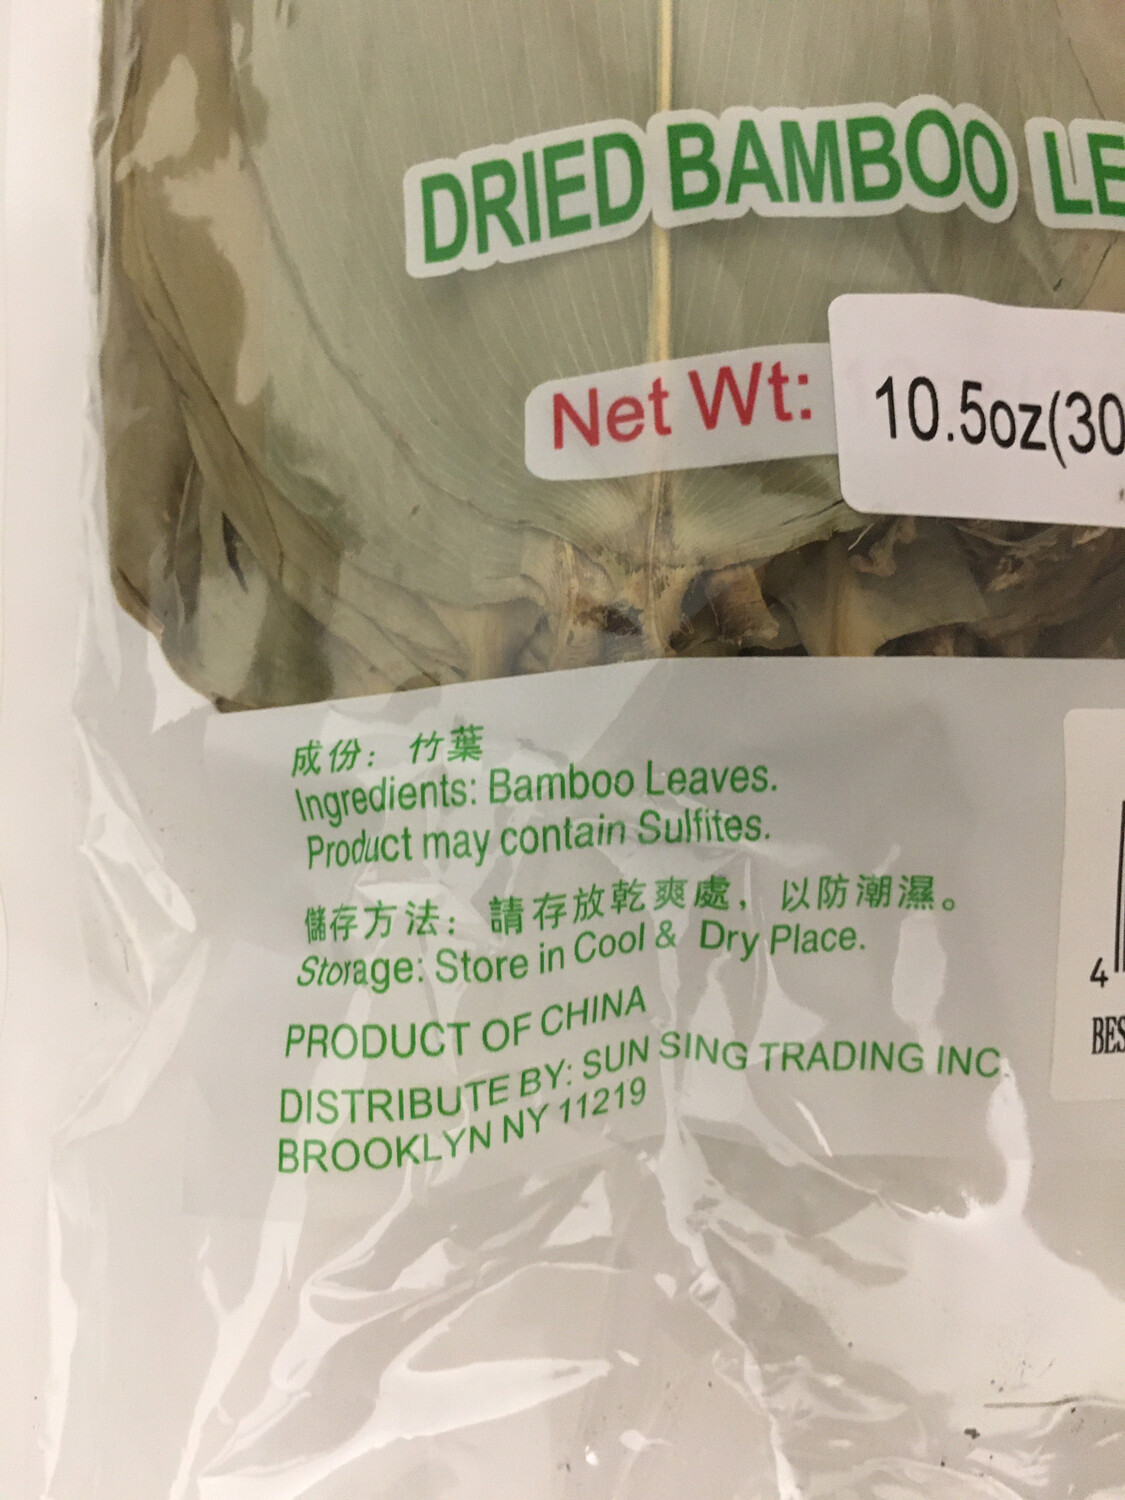 DRIED BAMBOO LE
Net Wt: 10.5oz(30
成份： 竹葉
Ingredients: Bamboo Leaves.
Product may contain Sulfites.
儲存方法： 請存放乾爽處， 以防潮濕。
Storage: Store in Cool & Dry Place.
PRODUCT OF CHINA
DISTRIBUTE BY: SUN SING TRADING INC.
BROOKLYN NY 11219
4
BES